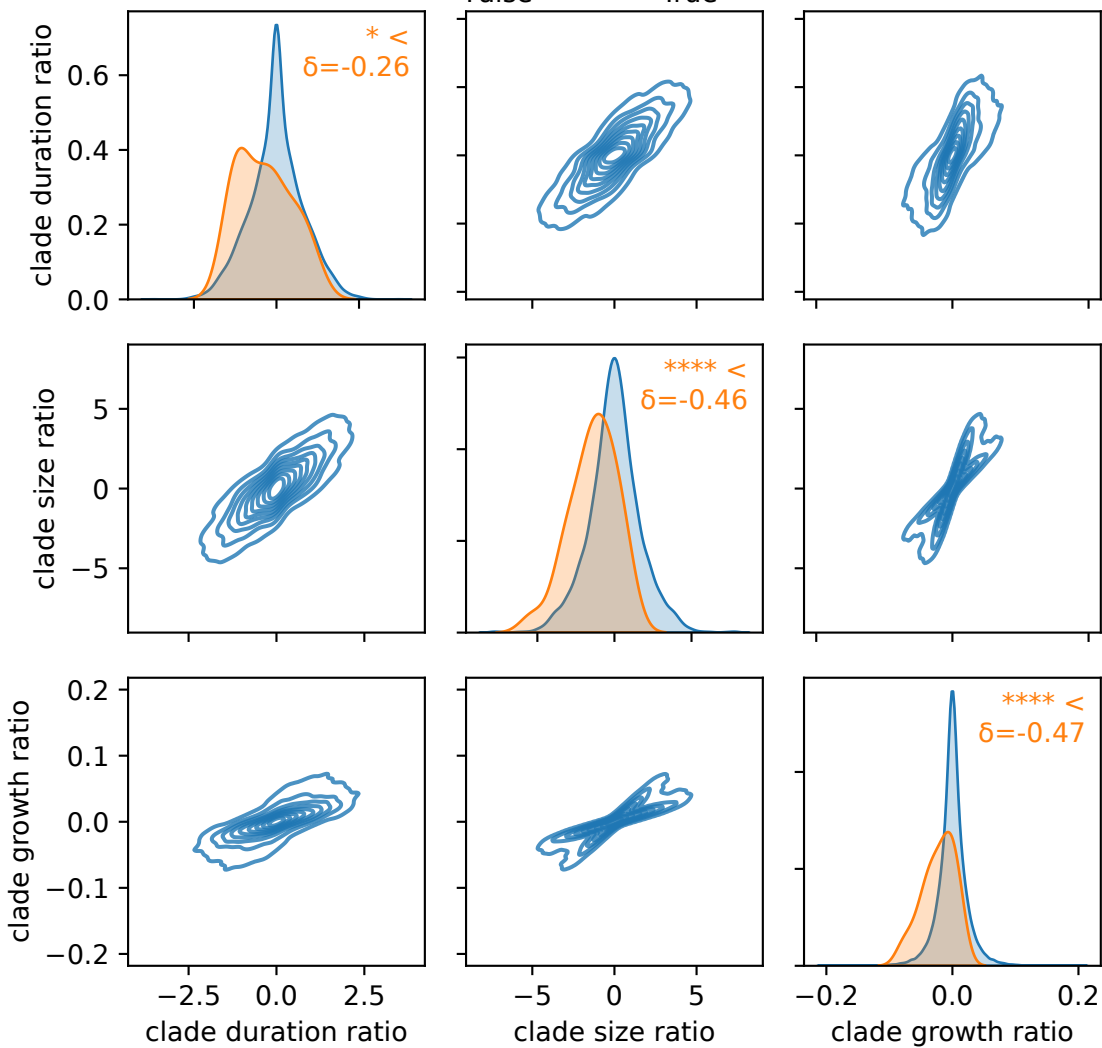 clade duration ratio
0.6
0.4
0.2
0.0
* <
δ=-0.26
clade size ratio
5
0
−5
**** <
δ=-0.46
clade growth ratio
0.2
0.1
0.0
−0.1
−0.2
**** <
δ=-0.47
−2.5 0.0 2.5
clade duration ratio
−5 0 5
clade size ratio
−0.2 0.0 0.2
clade growth ratio